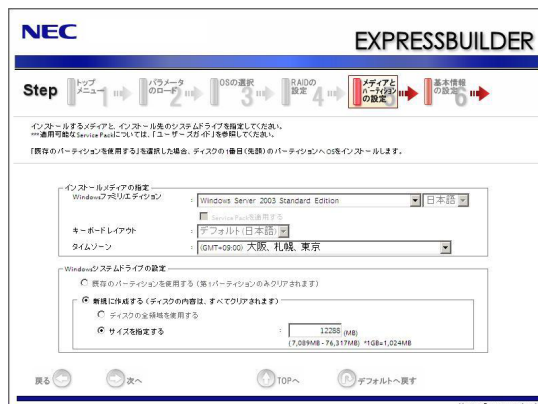 NEC
EXPRESSBUILDER
Step
トップメニュー 1
パラメータのロード 2
OSの選択 3
RAIDの設定 4
メディアとパーティションの設定 5
基本情報の設定 6
インストールするメディアと、インストール先のシステムドライブを指定してください。
***適用可能なService Packについては、「ユーザーズガイド」を参照してください。
「既存のパーティションを使用する」を選択した場合、ディスクの1番目(先頭)のパーティションへOSをインストールします。
インストールメディアの指定
Windowsファミリ/エディション : Windows Server 2003 Standard Edition 日本語
Service Packを適用する
キーボードレイアウト : デフォルト(日本語)
タイムゾーン : (GMT+09:00) 大阪、札幌、東京
Windowsシステムドライブの設定
既存のパーティションを使用する(第1パーティションのみクリアされます)
新規に作成する(ディスクの内容は、すべてクリアされます)
ディスクの全領域を使用する
サイズを指定する : 12288 (MB)
(7,089MB - 76,317MB) *1GB=1,024MB
戻る 次へ TOPへ デフォルトへ戻す